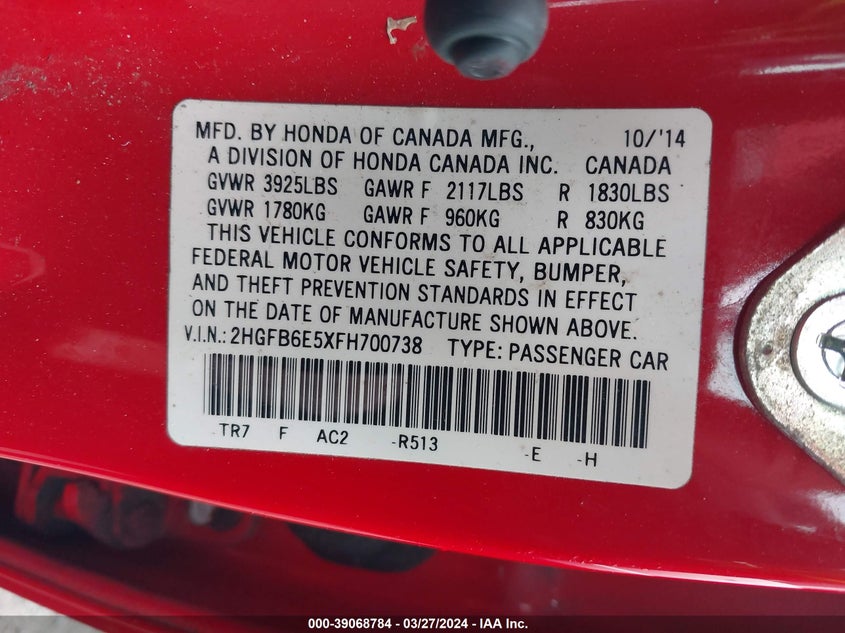 MFD. BY HONDA OF CANADA MFG., 10/'14
A DIVISION OF HONDA CANADA INC. CANADA
GVWR 3925LBS GAWR F 2117LBS R 1830LBS
GVWR 1780KG GAWR F 960KG R 830KG
THIS VEHICLE CONFORMS TO ALL APPLICABLE
FEDERAL MOTOR VEHICLE SAFETY, BUMPER,
AND THEFT PREVENTION STANDARDS IN EFFECT
ON THE DATE OF MANUFACTURE SHOWN ABOVE.
V.I.N.: 2HGFB6E5XFH700738 TYPE: PASSENGER CAR
-TR7 F AC2 -R513 -E -H
000-39068784 - 03/27/2024 - IAA Inc.